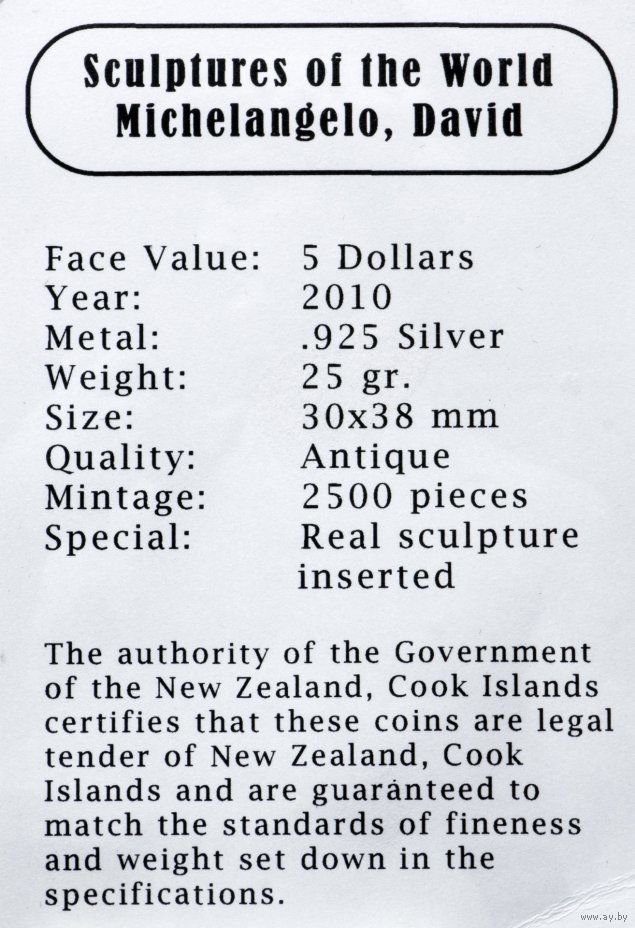 Sculptures of the World
Michelangelo, David
Face Value: 5 Dollars
Year: 2010
Metal: .925 Silver
Weight: 25 gr.
Size: 30x38 mm
Quality: Antique
Mintage: 2500 pieces
Special: Real sculpture
inserted
The authority of the Government
of the New Zealand, Cook Islands
certifies that these coins are legal
tender of New Zealand, Cook
Islands and are guaranteed to
match the standards of fineness
and weight set down in the
specifications.
www.ay.by